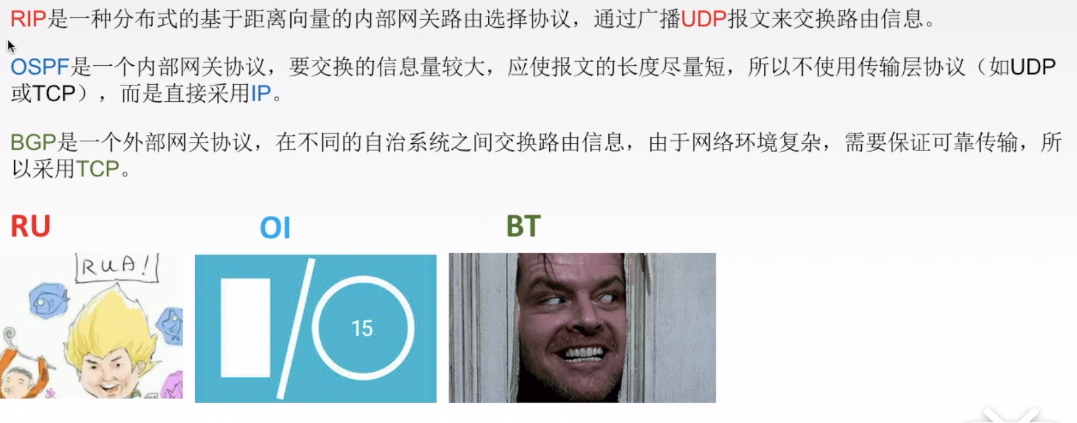 RIP是一种分布式的基于距离向量的内部网关路由选择协议，通过广播UDP报文来交换路由信息。
OSPF是一个内部网关协议，要交换的信息量较大，应使报文的长度尽量短，所以不使用传输层协议（如UDP
或TCP），而是直接采用IP。
BGP是一个外部网关协议，在不同的自治系统之间交换路由信息，由于网络环境复杂，需要保证可靠传输，所
以采用TCP。
RU OI BT
RUA!
15